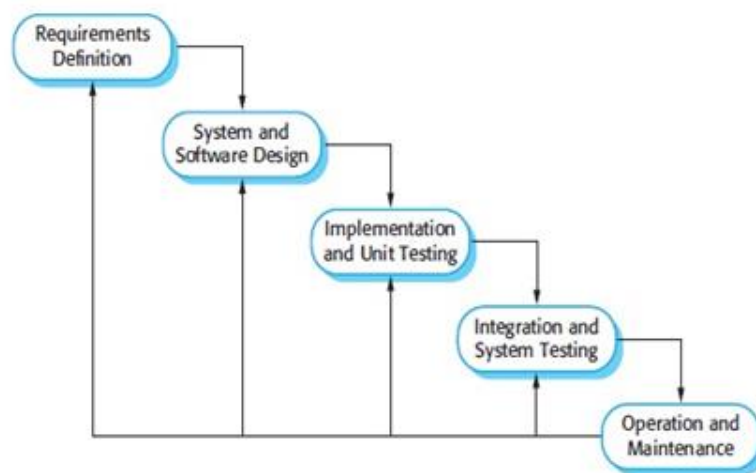 Requirements
Definition
System and
Software Design
Implementation
and Unit Testing
Integration and
System Testing
Operation and
Maintenance